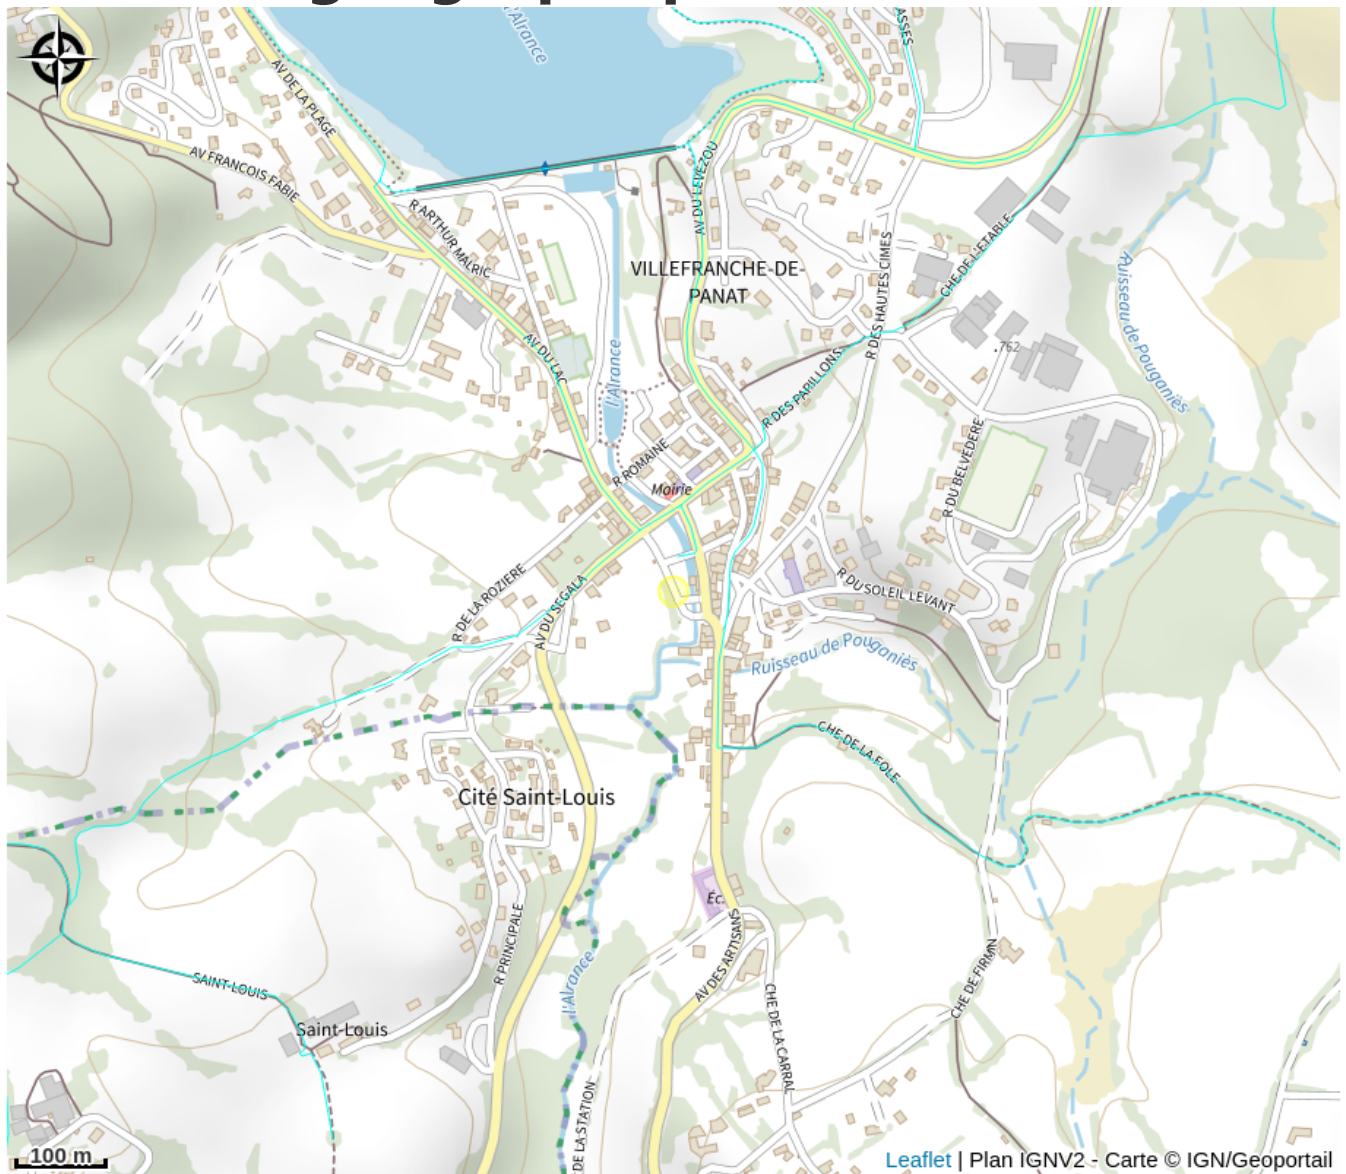 l'Alrance
ASSES
AV DE LA PLAGE
AV FRANCOIS FABIE
R ARTHUR MALRIC
AV DU LEVEZOU
VILLEFRANCHE-DE-
PANAT
R DES HAUTES CIMES
CHE DE L'ETABLE
Ruisseau de Pouganiès
.762
AV DU LAC
l'Alrance
R DES PAPILLONS
R ROMAINE
Mairie
R DU BELVEDERE
R DE LA ROZIERE
AV DU SEGALA
R DU SOLEIL LEVANT
Ruisseau de Pouganiès
CHE DE LA FOLE
Cité Saint-Louis
Éc.
R PRINCIPALE
l'Alrance
AV DES ARTISANS
CHE DE FIRMIN
SAINT-LOUIS
Saint-Louis
CHE DE LA CARRAL
DE LA STATION
100 m
Leaflet | Plan IGNV2 - Carte © IGN/Geoportail